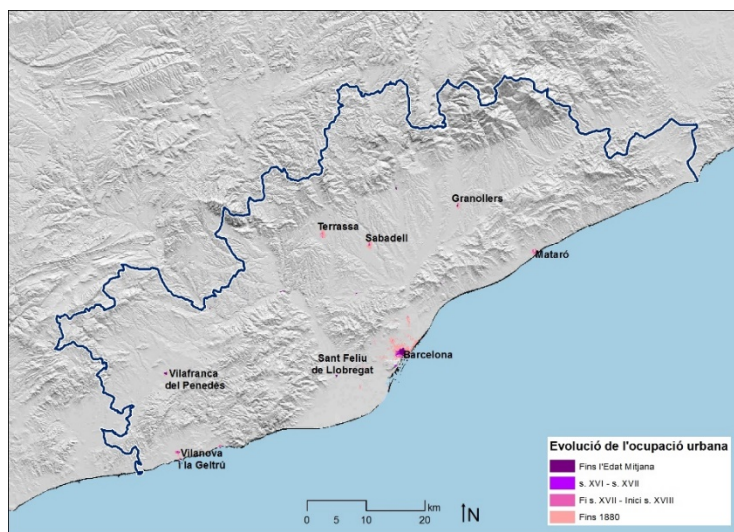 Granollers
Terrassa
Sabadell
Mataró
Barcelona
Sant Feliu
de Llobregat
Vilafranca
del Penedès
Vilanova
i la Geltrú
Evolució de l'ocupació urbana
Fins l'Edat Mitjana
s. XVI - s. XVII
Fi s. XVII - Inici s. XVIII
Fins 1880
km
0 5 10 20
N